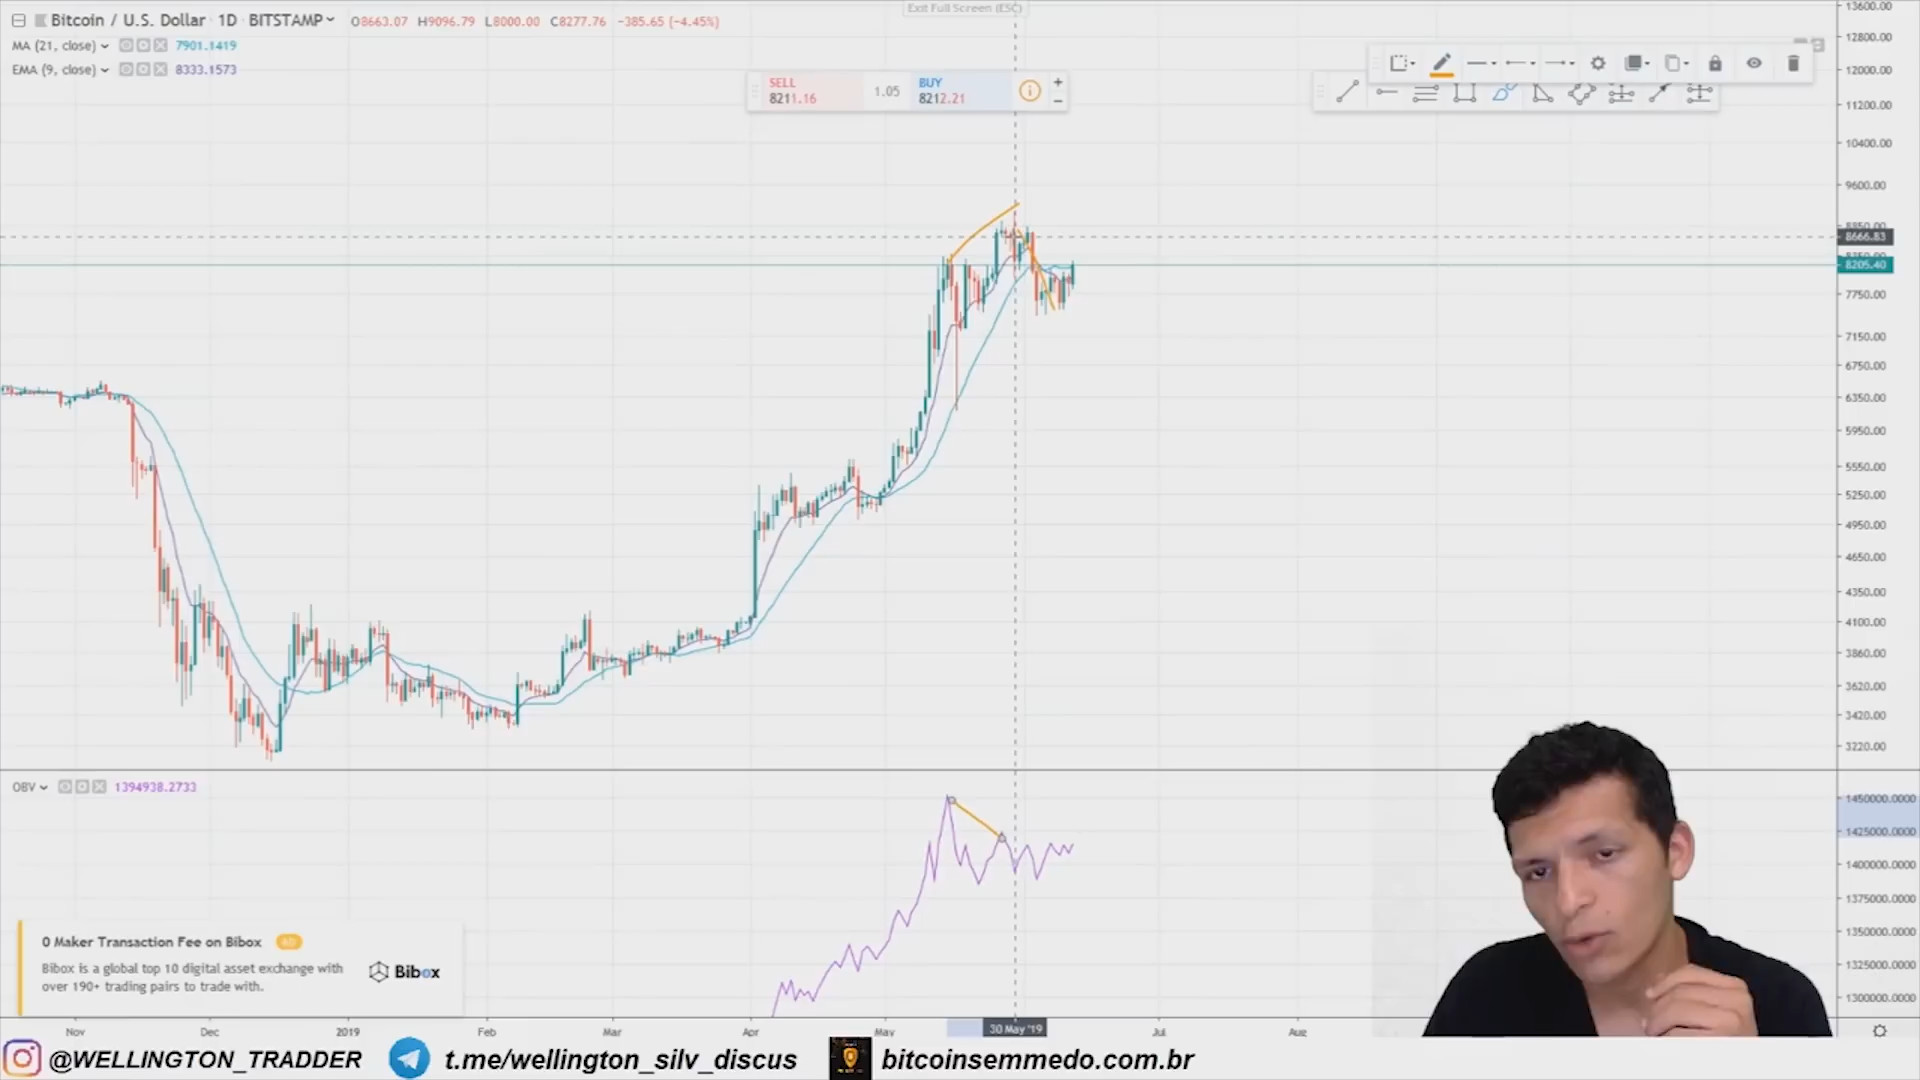 Exit Full Screen (ESC)
Bitcoin / U.S. Dollar 1D BITSTAMP O8663.07 H9096.79 L8000.00 C8277.76 -385.65 (-4.45%)
MA (21, close) 7901.1419
EMA (9, close) 8333.1573
SELL
8211.16
1.05
BUY
8212.21
13600.00
12800.00
12000.00
11200.00
10400.00
9600.00
8666.83
8205.40
7750.00
7150.00
6750.00
6350.00
5950.00
5550.00
5250.00
4950.00
4650.00
4350.00
4100.00
3860.00
3620.00
3420.00
3220.00
OBV 1394938.2733
1450000.0000
1425000.0000
1400000.0000
1375000.0000
1350000.0000
1325000.0000
1300000.0000
0 Maker Transaction Fee on Bibox AD
Bibox is a global top 10 digital asset exchange with
over 190+ trading pairs to trade with.
Bibox
Nov Dec 2019 Feb Mar Apr May 30 May '19 Jul Aug
@WELLINGTON_TRADDER t.me/wellington_silv_discus bitcoinsemmedo.com.br